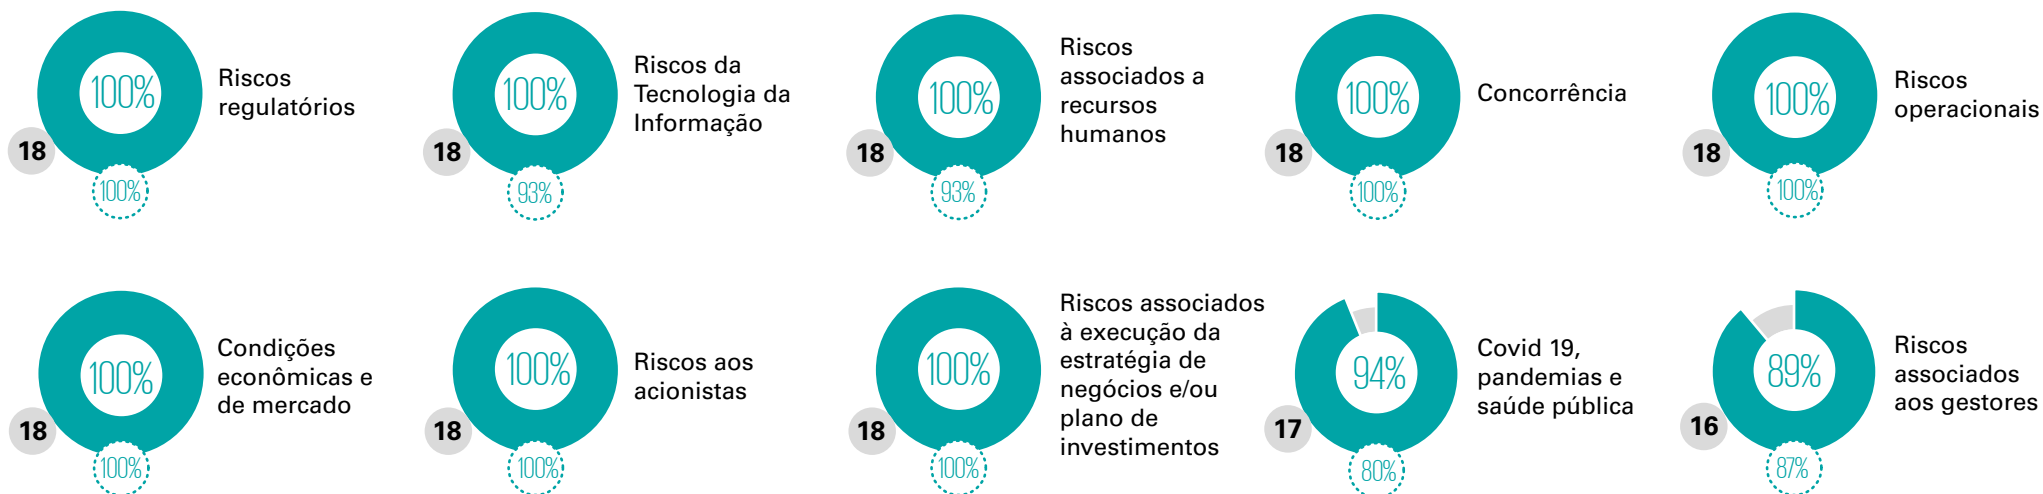 100%
Riscos
regulatórios
18
100%
100%
Riscos da
Tecnologia da
Informação
18
93%
100%
Riscos
associados a
recursos
humanos
18
93%
100%
Concorrência
18
100%
100%
Riscos
operacionais
18
100%
100%
Condições
econômicas e
de mercado
18
100%
100%
Riscos aos
acionistas
18
100%
100%
Riscos associados
à execução da
estratégia de
negócios e/ou
plano de
investimentos
18
100%
94%
Covid 19,
pandemias e
saúde pública
17
80%
89%
Riscos
associados
aos gestores
16
87%